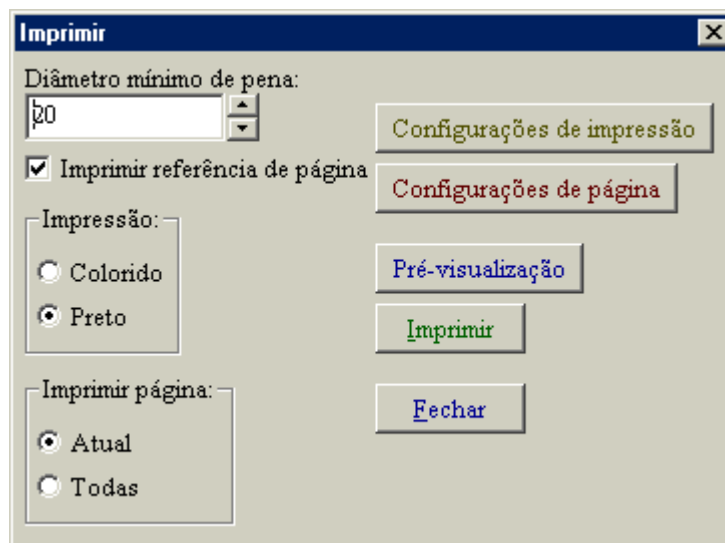 Imprimir
Diâmetro mínimo de pena:
20
Imprimir referência de página
Impressão:
Colorido
Preto
Imprimir página:
Atual
Todas
Configurações de impressão
Configurações de página
Pré-visualização
Imprimir
Fechar